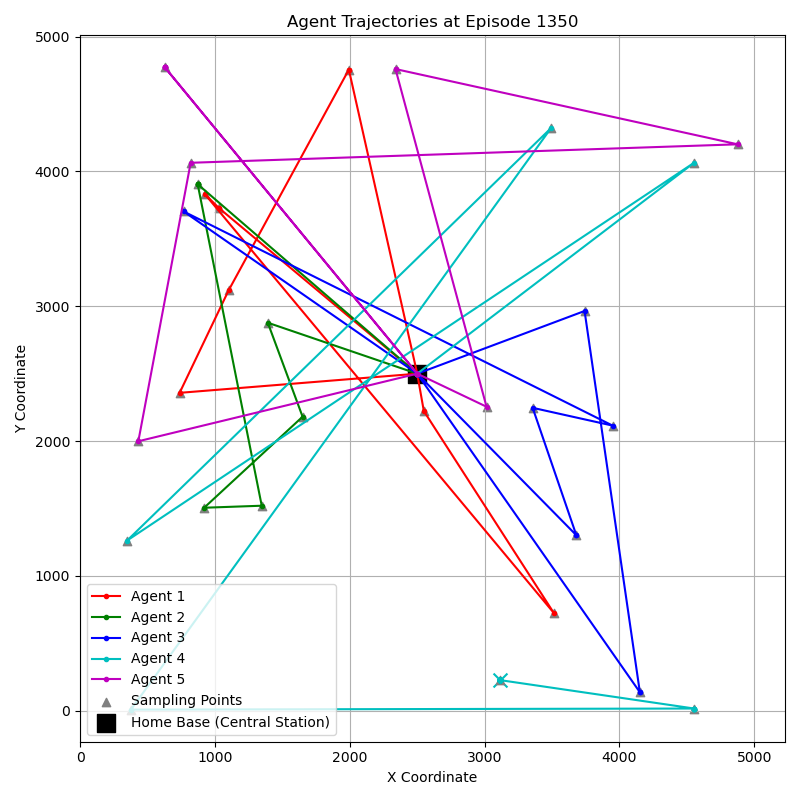 Agent Trajectories at Episode 1350
5000
4000
3000
2000
1000
0
Y Coordinate
Agent 1
Agent 2
Agent 3
Agent 4
Agent 5
Sampling Points
Home Base (Central Station)
0 1000 2000 3000 4000 5000
X Coordinate